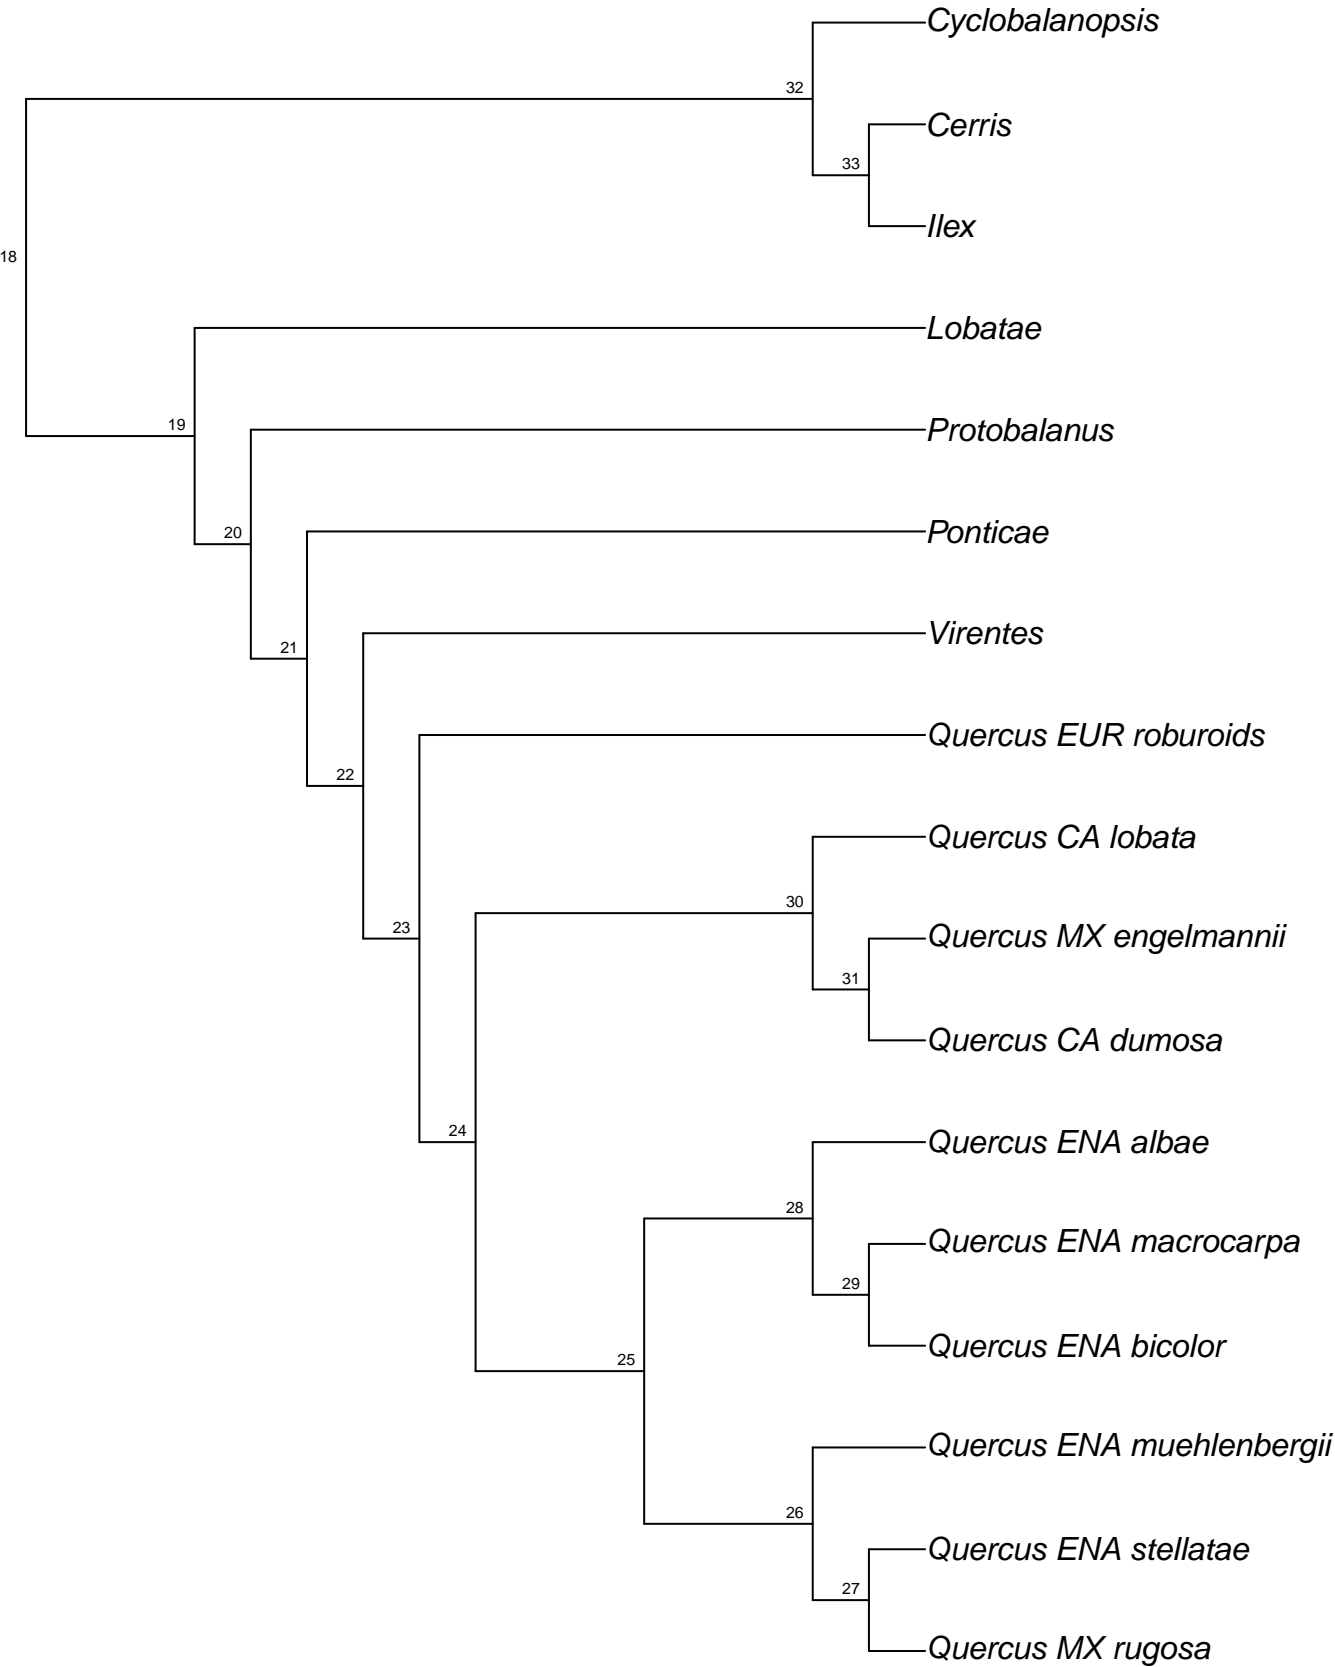 Cyclobalanopsis
32
Cerris
33
Ilex
18
Lobatae
19
Protobalanus
20
Ponticae
21
Virentes
Quercus EUR roburoids
22
Quercus CA lobata
30
23
Quercus MX engelmannii
31
Quercus CA dumosa
24
Quercus ENA albae
28
Quercus ENA macrocarpa
29
Quercus ENA bicolor
25
Quercus ENA muehlenbergii
26
Quercus ENA stellatae
27
Quercus MX rugosa